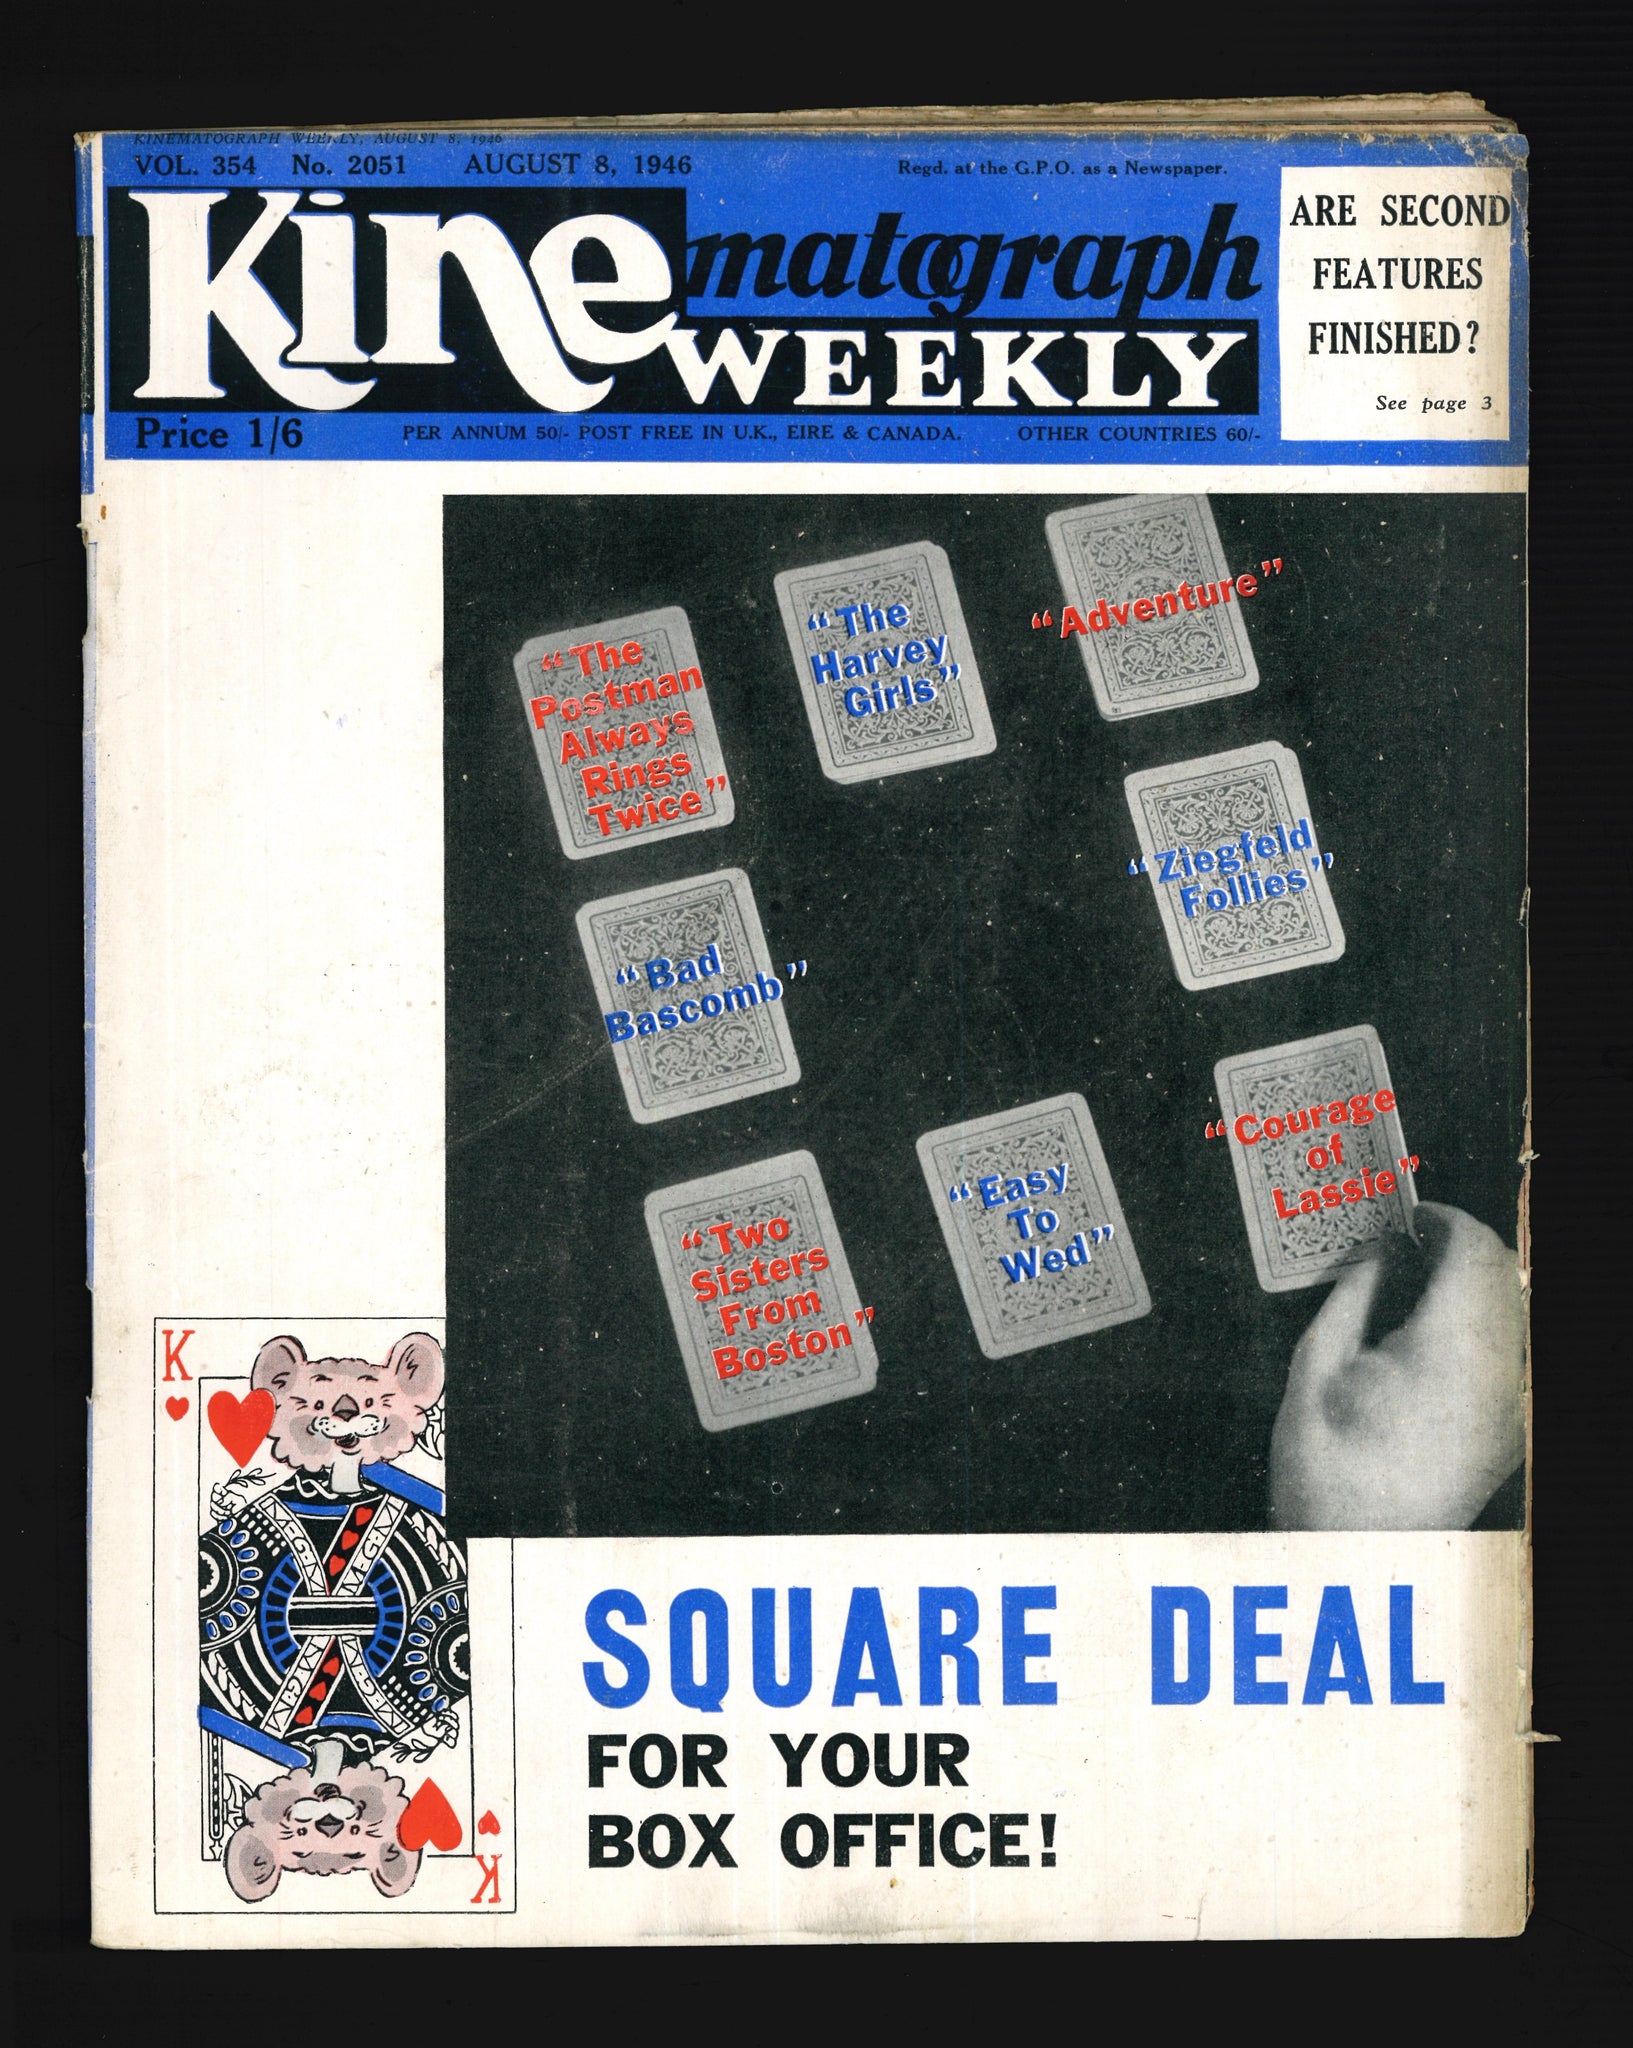 KINEMATOGRAPH WEEKLY, AUGUST 8, 1946
VOL. 354 No. 2051 AUGUST 8, 1946 Regd. at the G.P.O. as a Newspaper.
Kinematograph
WEEKLY
Price 1/6 PER ANNUM 50/- POST FREE IN U.K., EIRE & CANADA. OTHER COUNTRIES 60/-
ARE SECOND
FEATURES
FINISHED?
See page 3
“The
Postman
Always
Rings
Twice”
“The
Harvey
Girls”
“Adventure”
“Ziegfeld
Follies”
“Bad
Bascomb”
“Courage
of
Lassie”
“Two
Sisters
From
Boston”
“Easy
To
Wed”
K
M-G-M
M-G-M
K
SQUARE DEAL
FOR YOUR
BOX OFFICE!